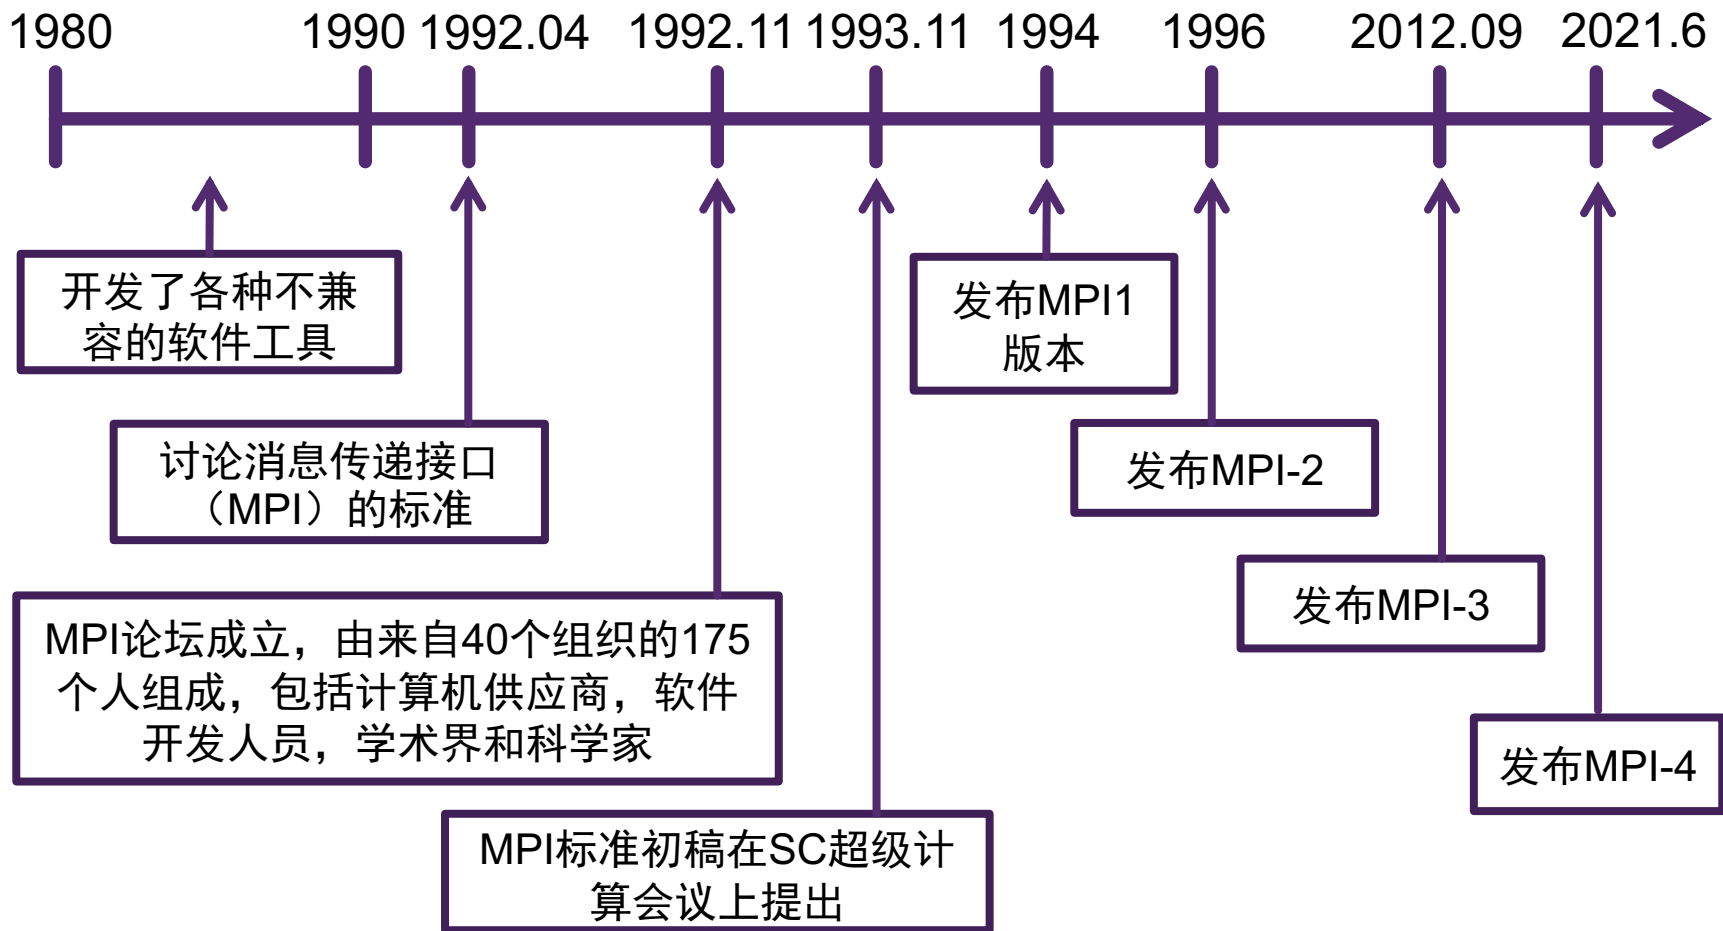 1980 1990 1992.04 1992.11 1993.11 1994 1996 2012.09 2021.6
开发了各种不兼
容的软件工具
讨论消息传递接口
（MPI）的标准
MPI论坛成立，由来自40个组织的175
个人组成，包括计算机供应商，软件
开发人员，学术界和科学家
MPI标准初稿在SC超级计
算会议上提出
发布MPI1
版本
发布MPI-2
发布MPI-3
发布MPI-4